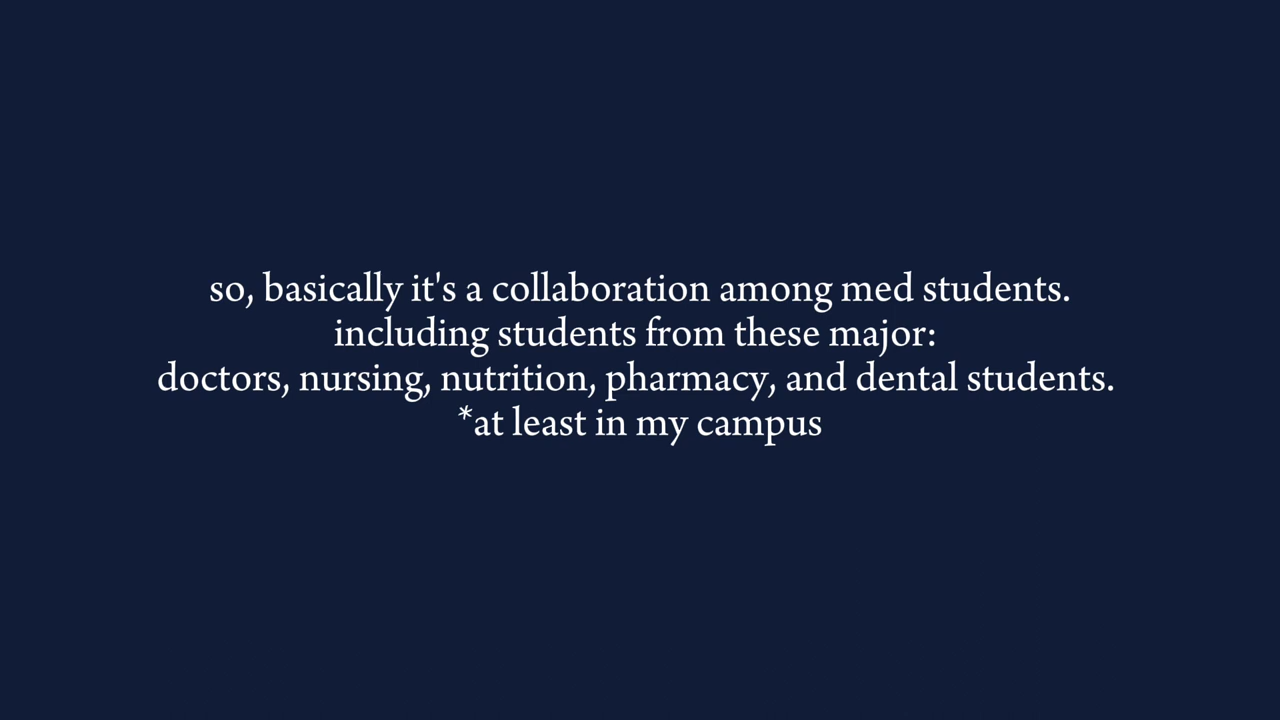 so, basically it's a collaboration among med students.
including students from these major:
doctors, nursing, nutrition, pharmacy, and dental students.
*at least in my campus